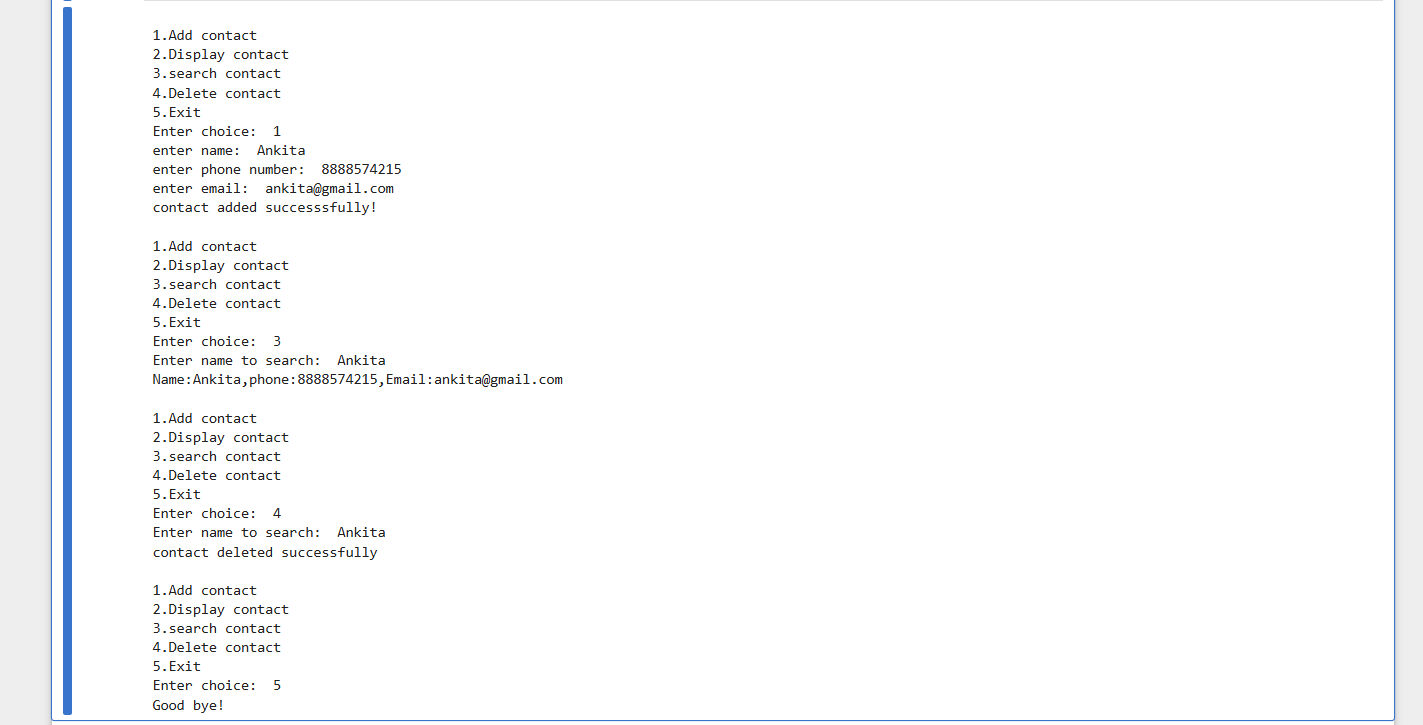 1.Add contact
2.Display contact
3.search contact
4.Delete contact
5.Exit
Enter choice:  1
enter name:  Ankita
enter phone number:  8888574215
enter email:  ankita@gmail.com
contact added successsfully!
1.Add contact
2.Display contact
3.search contact
4.Delete contact
5.Exit
Enter choice:  3
Enter name to search:  Ankita
Name:Ankita,phone:8888574215,Email:ankita@gmail.com
1.Add contact
2.Display contact
3.search contact
4.Delete contact
5.Exit
Enter choice:  4
Enter name to search:  Ankita
contact deleted successfully
1.Add contact
2.Display contact
3.search contact
4.Delete contact
5.Exit
Enter choice:  5
Good bye!